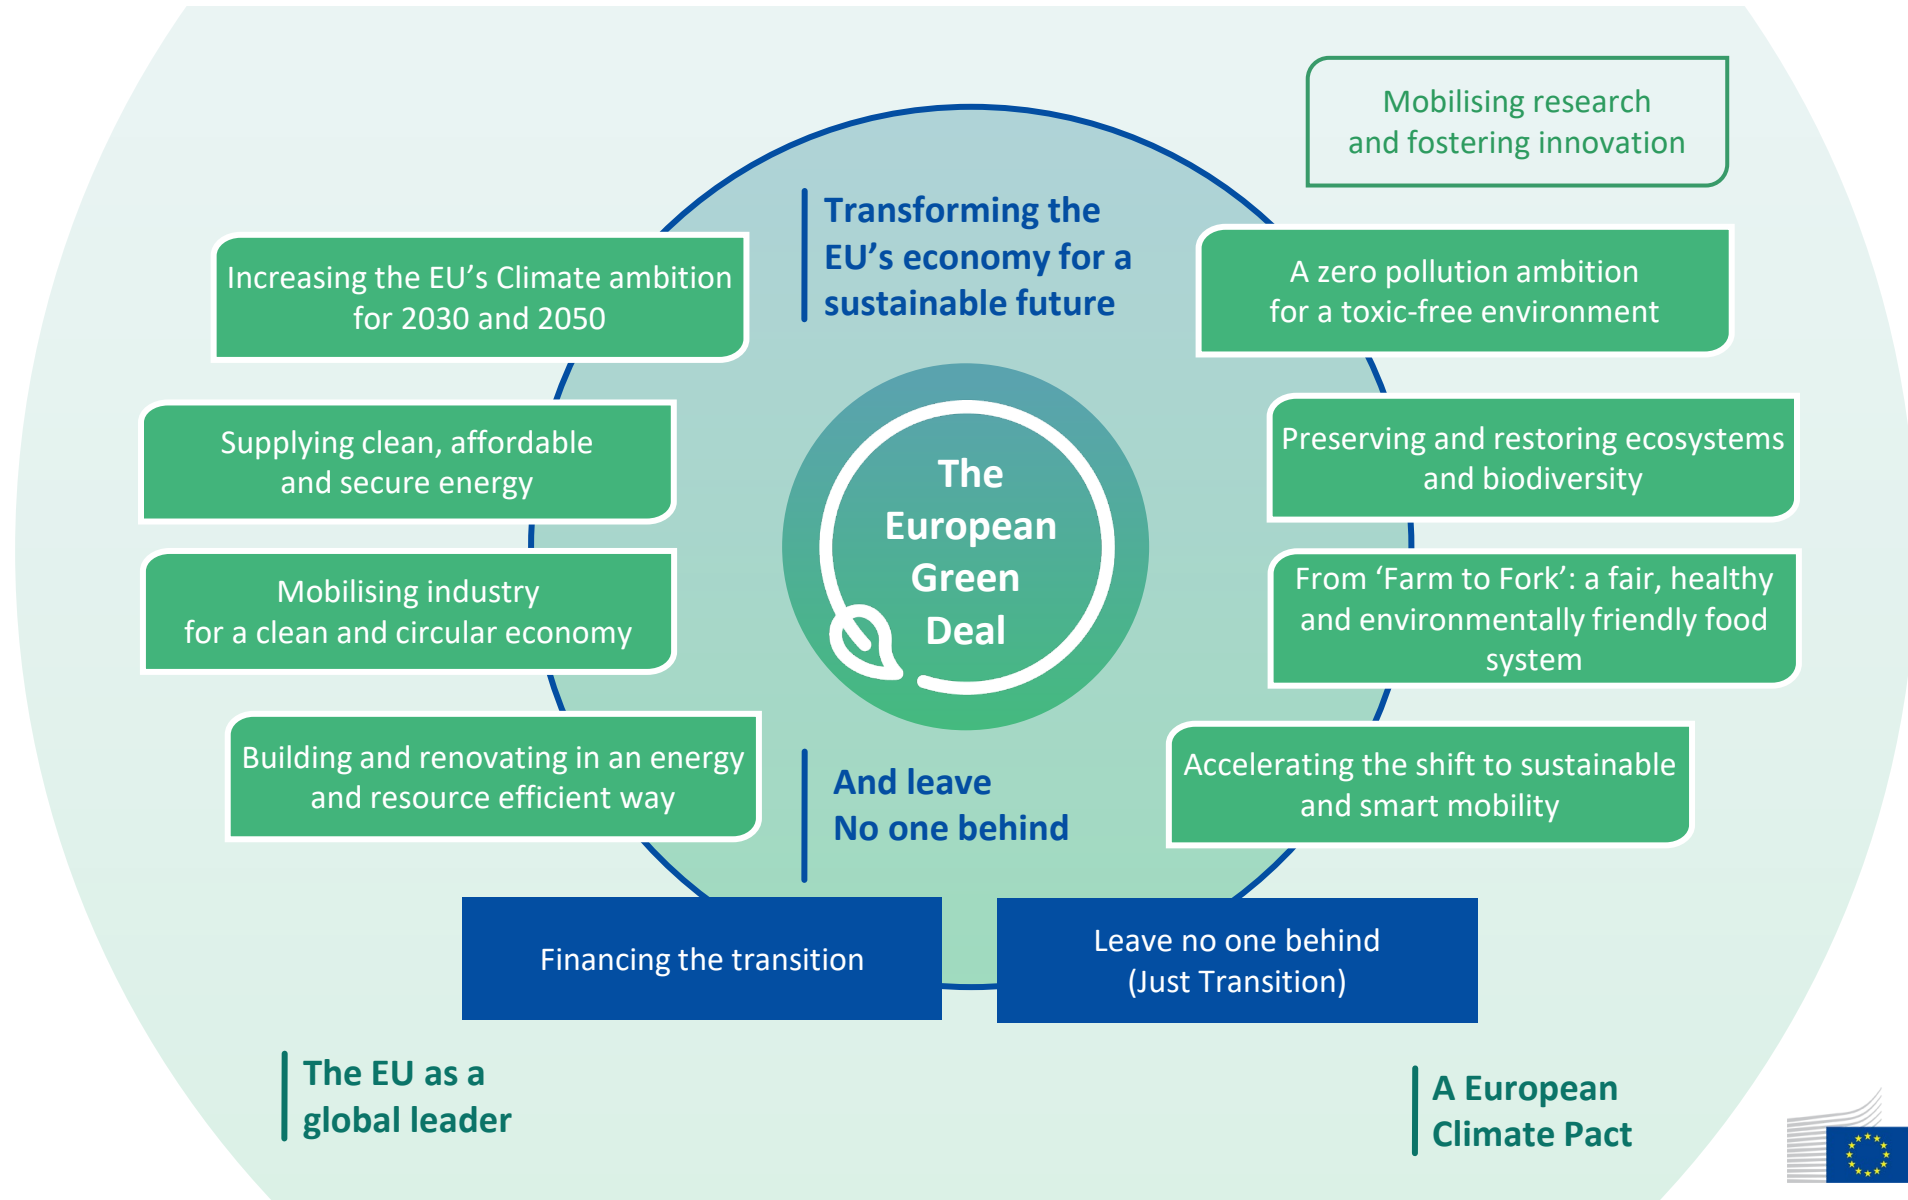 Mobilising research
and fostering innovation
Transforming the
EU’s economy for a
sustainable future
Increasing the EU’s Climate ambition
for 2030 and 2050
A zero pollution ambition
for a toxic-free environment
Supplying clean, affordable
and secure energy
Preserving and restoring ecosystems
and biodiversity
The
European
Green
Deal
Mobilising industry
for a clean and circular economy
From ‘Farm to Fork’: a fair, healthy
and environmentally friendly food
system
Building and renovating in an energy
and resource efficient way
Accelerating the shift to sustainable
and smart mobility
And leave
No one behind
Financing the transition
Leave no one behind
(Just Transition)
The EU as a
global leader
A European
Climate Pact